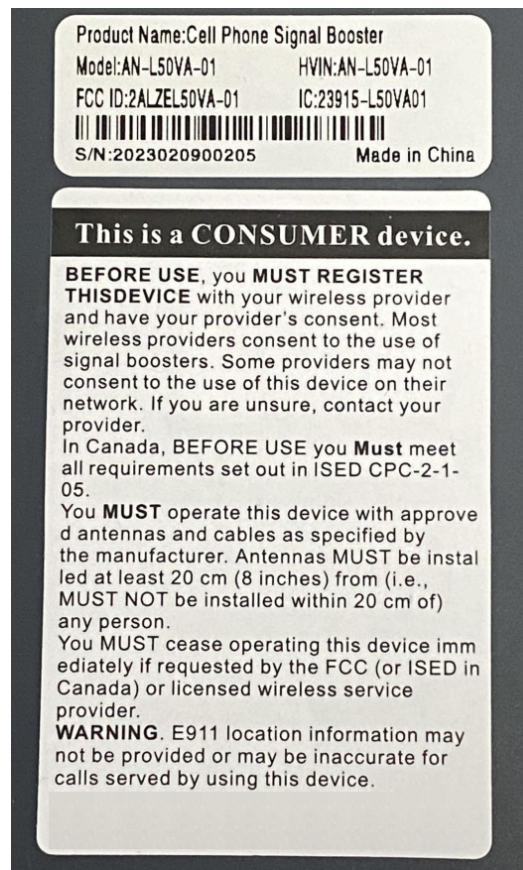 Product Name:Cell Phone Signal Booster
Model:AN-L50VA-01 HVIN:AN-L50VA-01
FCC ID:2ALZEL50VA-01 IC:23915-L50VA01
S/N:2023020900205 Made in China
This is a CONSUMER device.
BEFORE USE, you MUST REGISTER
THISDEVICE with your wireless provider
and have your provider's consent. Most
wireless providers consent to the use of
signal boosters. Some providers may not
consent to the use of this device on their
network. If you are unsure, contact your
provider.
In Canada, BEFORE USE you Must meet
all requirements set out in ISED CPC-2-1-
05.
You MUST operate this device with approve
d antennas and cables as specified by
the manufacturer. Antennas MUST be instal
led at least 20 cm (8 inches) from (i.e.,
MUST NOT be installed within 20 cm of)
any person.
You MUST cease operating this device imm
ediately if requested by the FCC (or ISED in
Canada) or licensed wireless service
provider.
WARNING. E911 location information may
not be provided or may be inaccurate for
calls served by using this device.